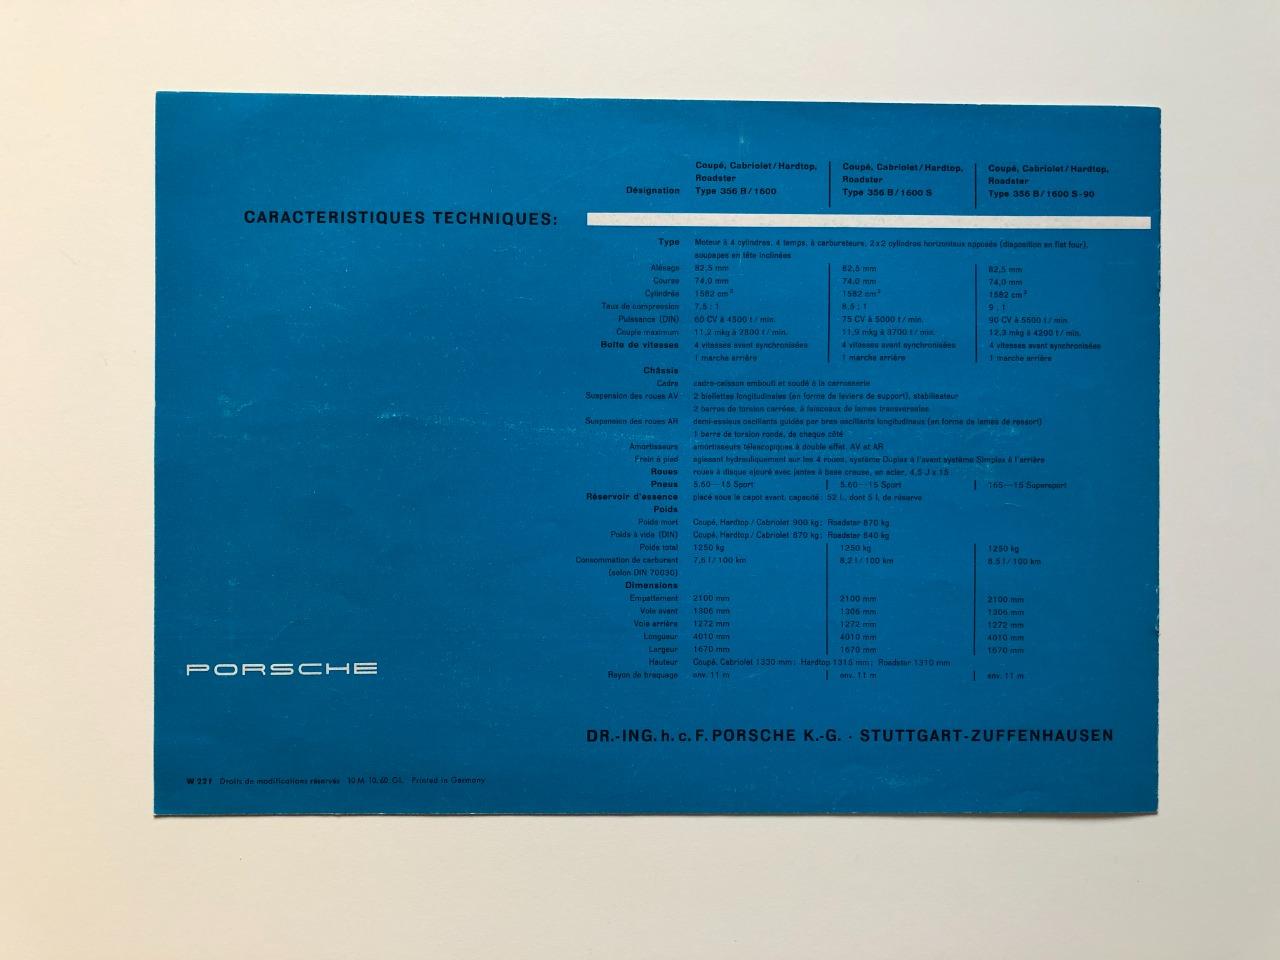 Coupé, Cabriolet/Hardtop, Coupé, Cabriolet/Hardtop, Coupé, Cabriolet/Hardtop,
Roadster Roadster Roadster
Désignation Type 356 B/1600 Type 356 B/1600 S Type 356 B/1600 S-90
CARACTERISTIQUES TECHNIQUES:
Type Moteur à 4 cylindres, 4 temps, à carburateurs, 2x2 cylindres horizontaux opposés (disposition en flat four),
soupapes en tête inclinées
Alésage 82,5 mm 82,5 mm 82,5 mm
Course 74,0 mm 74,0 mm 74,0 mm
Cylindrée 1582 cm³ 1582 cm³ 1582 cm³
Taux de compression 7,5 : 1 8,5 : 1 9 : 1
Puissance (DIN) 60 CV à 4500 t/min. 75 CV à 5000 t/min. 90 CV à 5500 t/min.
Couple maximum 11,2 mkg à 2800 t/min. 11,9 mkg à 3700 t/min. 12,3 mkg à 4200 t/min.
Boîte de vitesses 4 vitesses avant synchronisées 4 vitesses avant synchronisées 4 vitesses avant synchronisées
1 marche arrière 1 marche arrière 1 marche arrière
Châssis
Cadre cadre-caisson embouti et soudé à la carrosserie
Suspension des roues AV 2 biellettes longitudinales (en forme de leviers de support), stabilisateur
2 barres de torsion carrées, à faisceaux de lames transversales
Suspension des roues AR demi-essieux oscillants guidés par bras oscillants longitudinaux (en forme de lames de ressort)
1 barre de torsion ronde, de chaque côté
Amortisseurs amortisseurs télescopiques à double effet, AV et AR
Frein à pied agissant hydrauliquement sur les 4 roues, système Duplex à l'avant système Simplex à l'arrière
Roues roues à disque ajouré avec jantes à base creuse, en acier, 4,5 J x 15
Pneus 5.60—15 Sport 5.60—15 Sport 165—15 Supersport
Réservoir d'essence placé sous le capot avant, capacité: 52 l., dont 5 l. de réserve
Poids
Poids mort Coupé, Hardtop / Cabriolet 900 kg; Roadster 870 kg
Poids à vide (DIN) Coupé, Hardtop / Cabriolet 870 kg; Roadster 840 kg
Poids total 1250 kg 1250 kg 1250 kg
Consommation de carburant 7,6 l / 100 km 8,2 l / 100 km 8,5 l / 100 km
(selon DIN 70030)
Dimensions
Empattement 2100 mm 2100 mm 2100 mm
Voie avant 1306 mm 1306 mm 1306 mm
Voie arrière 1272 mm 1272 mm 1272 mm
Longueur 4010 mm 4010 mm 4010 mm
Largeur 1670 mm 1670 mm 1670 mm
Hauteur Coupé, Cabriolet 1330 mm; Hardtop 1315 mm; Roadster 1310 mm
PORSCHE
Rayon de braquage env. 11 m env. 11 m env. 11 m
DR.-ING. h. c. F. PORSCHE K.-G. · STUTTGART-ZUFFENHAUSEN
W 22 f Droits de modifications réservés 10 M 10. 60 GL Printed in Germany